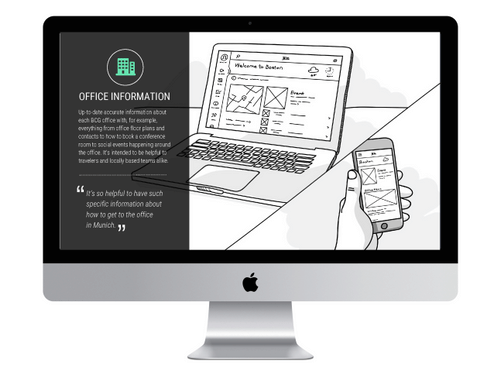 OFFICE INFORMATION
Up-to-date accurate information about
each BCG office with, for example,
everything from office floor plans and
contacts to how to book a conference
room to social events happening around
the office. It's intended to be helpful to
travelers and locally based teams alike.
“ It's so helpful to have such
specific information about
how to get to the office
in Munich. ”
Welcome to Boston
Event
Boston
Event